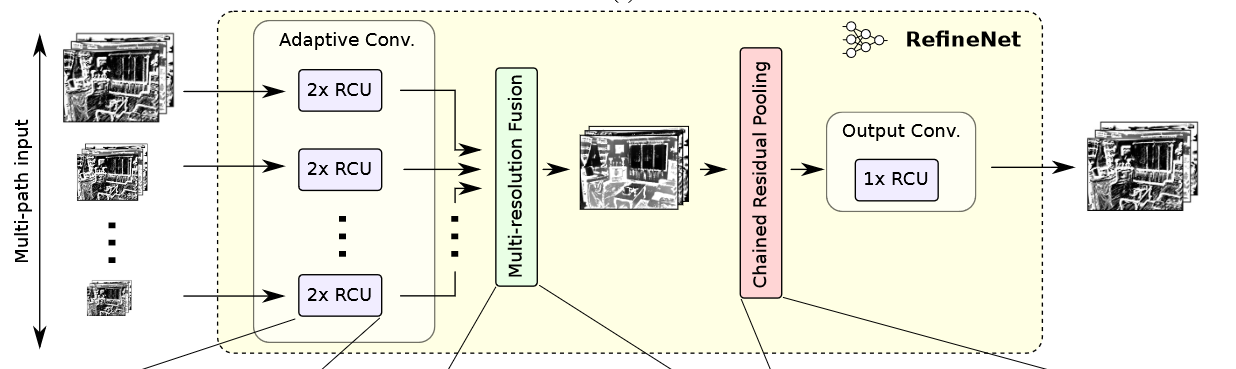 Adaptive Conv.
RefineNet
2x RCU
2x RCU
2x RCU
Multi-path input
Multi-resolution Fusion
Chained Residual Pooling
Output Conv.
1x RCU